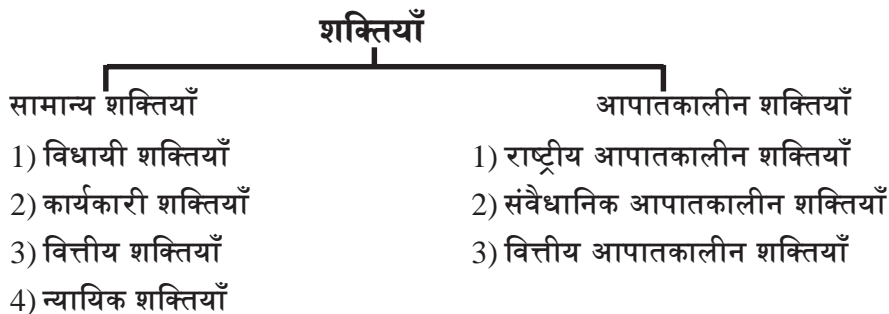 शक्तियाँ
सामान्य शक्तियाँ
1) विधायी शक्तियाँ
2) कार्यकारी शक्तियाँ
3) वित्तीय शक्तियाँ
4) न्यायिक शक्तियाँ
आपातकालीन शक्तियाँ
1) राष्ट्रीय आपातकालीन शक्तियाँ
2) संवैधानिक आपातकालीन शक्तियाँ
3) वित्तीय आपातकालीन शक्तियाँ